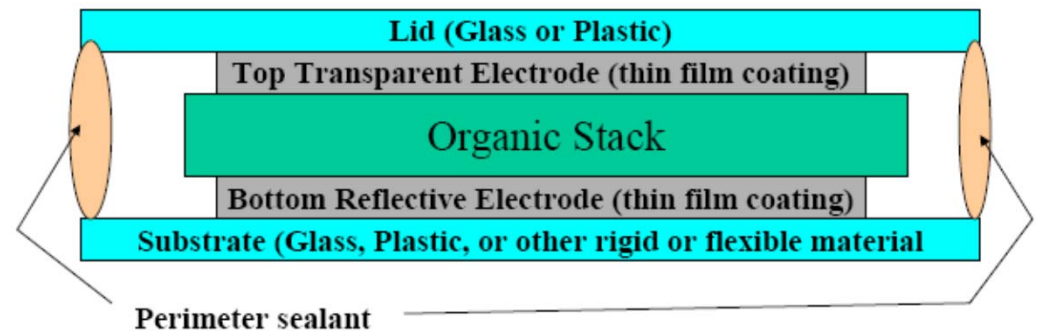 Lid (Glass or Plastic)
Top Transparent Electrode (thin film coating)
Organic Stack
Bottom Reflective Electrode (thin film coating)
Substrate (Glass, Plastic, or other rigid or flexible material
Perimeter sealant